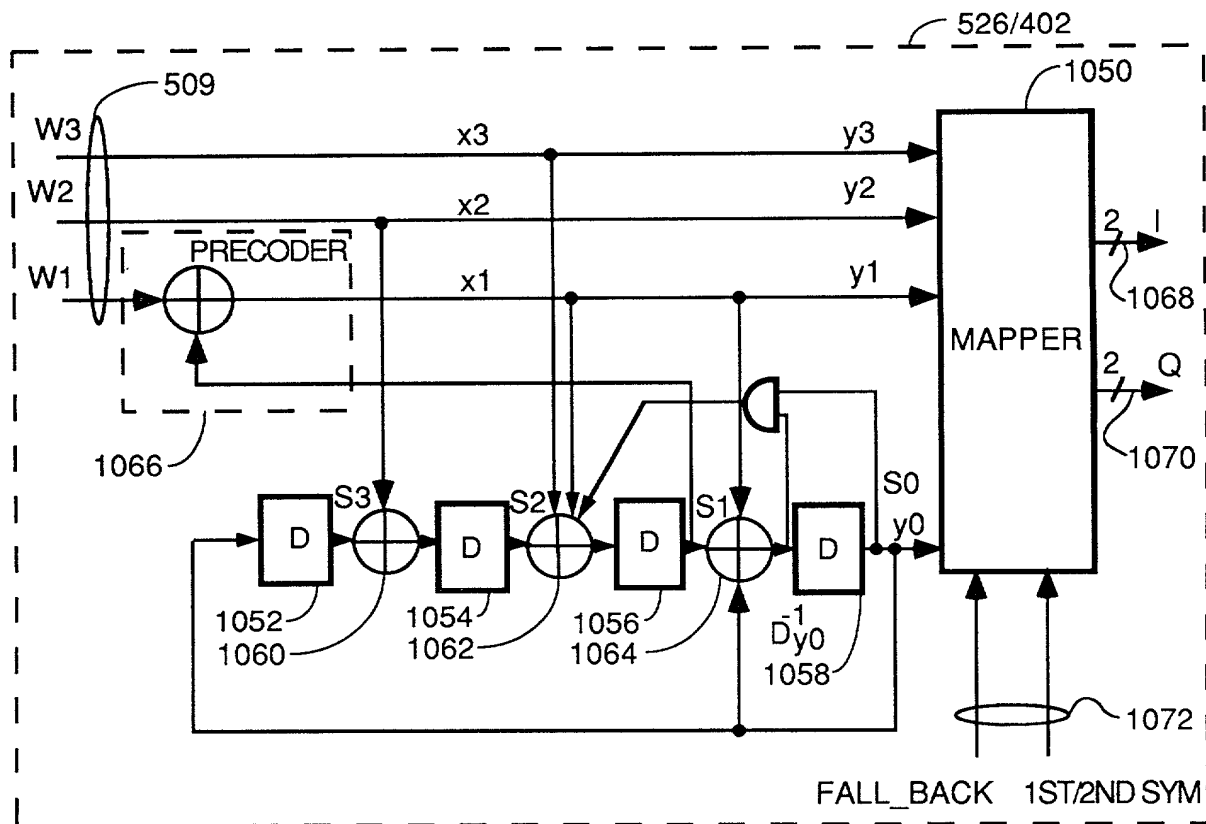 526/402
509
1050
W3
x3
y3
W2
x2
y2
2
I
PRECODER
W1
x1
y1
1068
MAPPER
2
Q
1066
1070
S3
S2
S1
S0
D
D
D
D
y0
1052
1054
1056
D-1y0
1060
1062
1064
1058
1072
FALL_BACK 1ST/2ND SYM